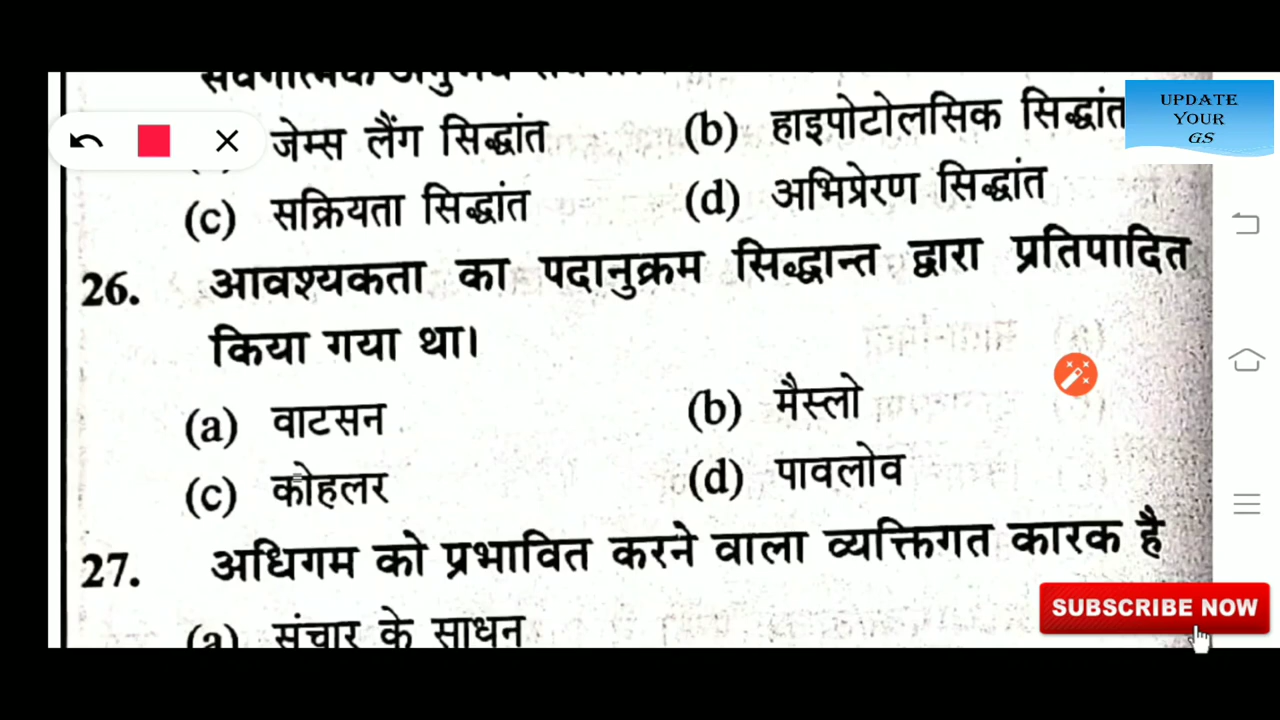 जेम्स लैंग सिद्धांत (b) हाइपोटोलसिक सिद्धांत
(c) सक्रियता सिद्धांत (d) अभिप्रेरण सिद्धांत
26. आवश्यकता का पदानुक्रम सिद्धान्त द्वारा प्रतिपादित
किया गया था।
(a) वाटसन (b) मैस्लो
(c) कोहलर (d) पावलोव
27. अधिगम को प्रभावित करने वाला व्यक्तिगत कारक है
(a) संचार के साधन
UPDATE
YOUR
GS
SUBSCRIBE NOW